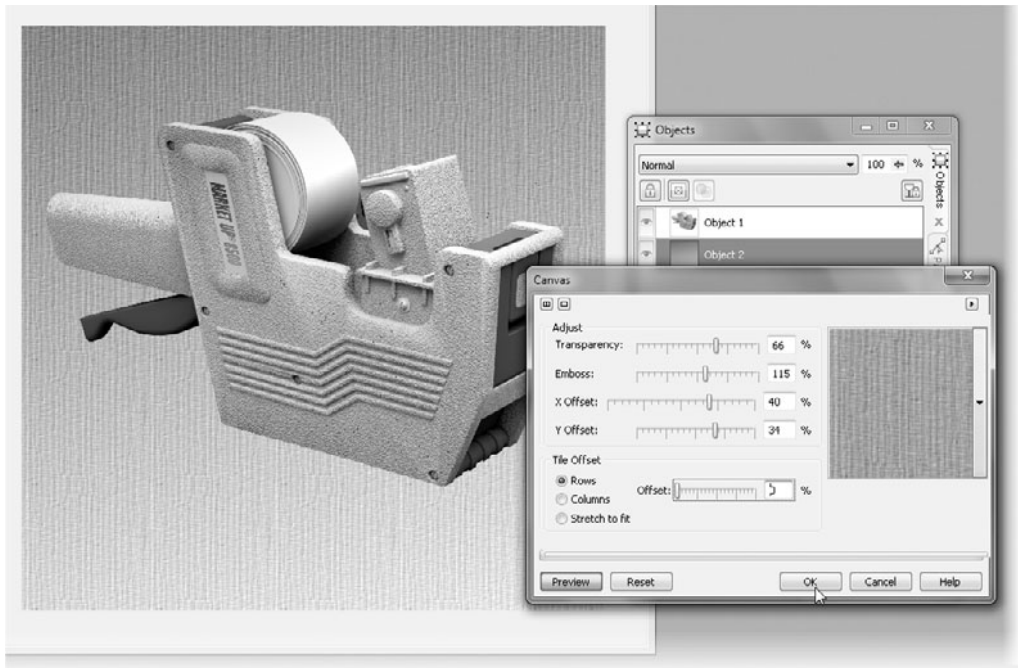 MARKET UP 6500
Objects
Normal 100 %
Objects
Object 1
Object 2
Canvas
Adjust
Transparency: 66 %
Emboss: 115 %
X Offset: 40 %
Y Offset: 34 %
Tile Offset
Rows
Columns
Stretch to fit
Offset: %
Preview Reset OK Cancel Help